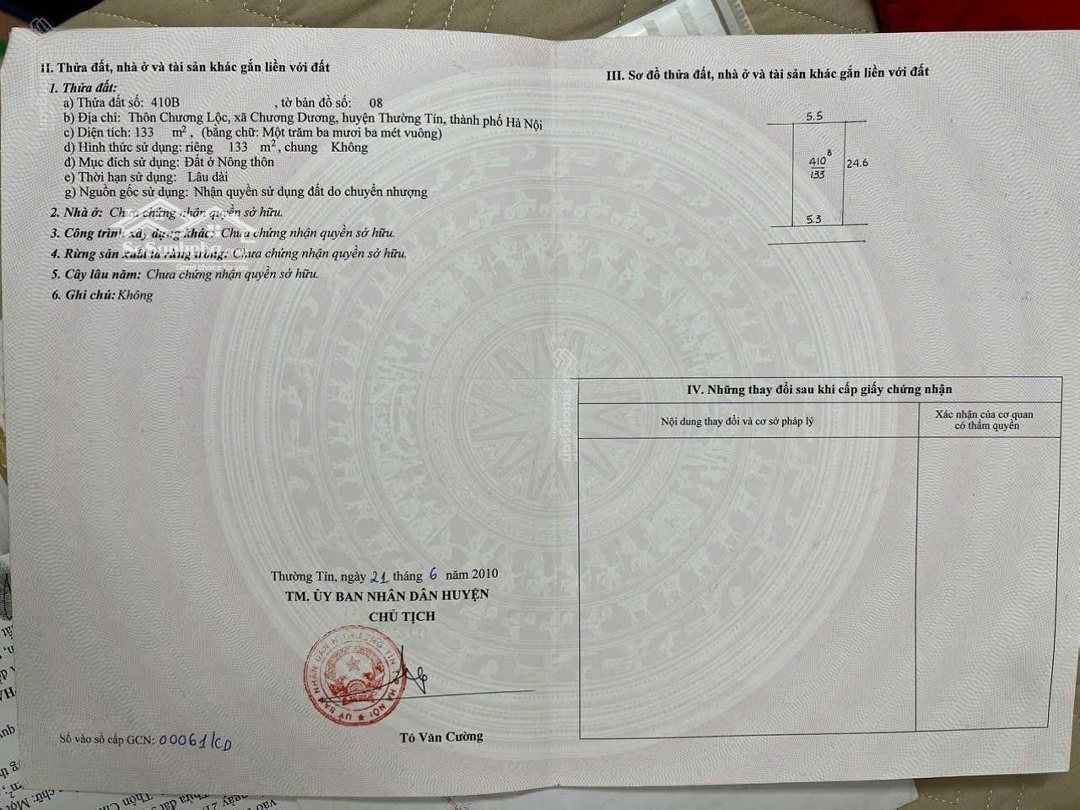 II. Thửa đất, nhà ở và tài sản khác gắn liền với đất
1. Thửa đất:
a) Thửa đất số: 410B , tờ bản đồ số: 08
b) Địa chỉ: Thôn Chương Lộc, xã Chương Dương, huyện Thường Tín, thành phố Hà Nội
c) Diện tích: 133 m², (bằng chữ: Một trăm ba mươi ba mét vuông)
d) Hình thức sử dụng: riêng 133 m², chung Không
đ) Mục đích sử dụng: Đất ở Nông thôn
e) Thời hạn sử dụng: Lâu dài
g) Nguồn gốc sử dụng: Nhận quyền sử dụng đất do chuyển nhượng
2. Nhà ở: Chưa chứng nhận quyền sở hữu.
3. Công trình xây dựng khác: Chưa chứng nhận quyền sở hữu.
4. Rừng sản xuất là rừng trồng: Chưa chứng nhận quyền sở hữu.
5. Cây lâu năm: Chưa chứng nhận quyền sở hữu.
6. Ghi chú: Không
Thường Tín, ngày 21 tháng 6 năm 2010
TM. ỦY BAN NHÂN DÂN HUYỆN
CHỦ TỊCH
Tô Văn Cường
Số vào sổ cấp GCN: 00061/CD
III. Sơ đồ thửa đất, nhà ở và tài sản khác gắn liền với đất
5.5
410 B
133
24.6
5.3
IV. Những thay đổi sau khi cấp giấy chứng nhận
Nội dung thay đổi và cơ sở pháp lý
Xác nhận của cơ quan
có thẩm quyền